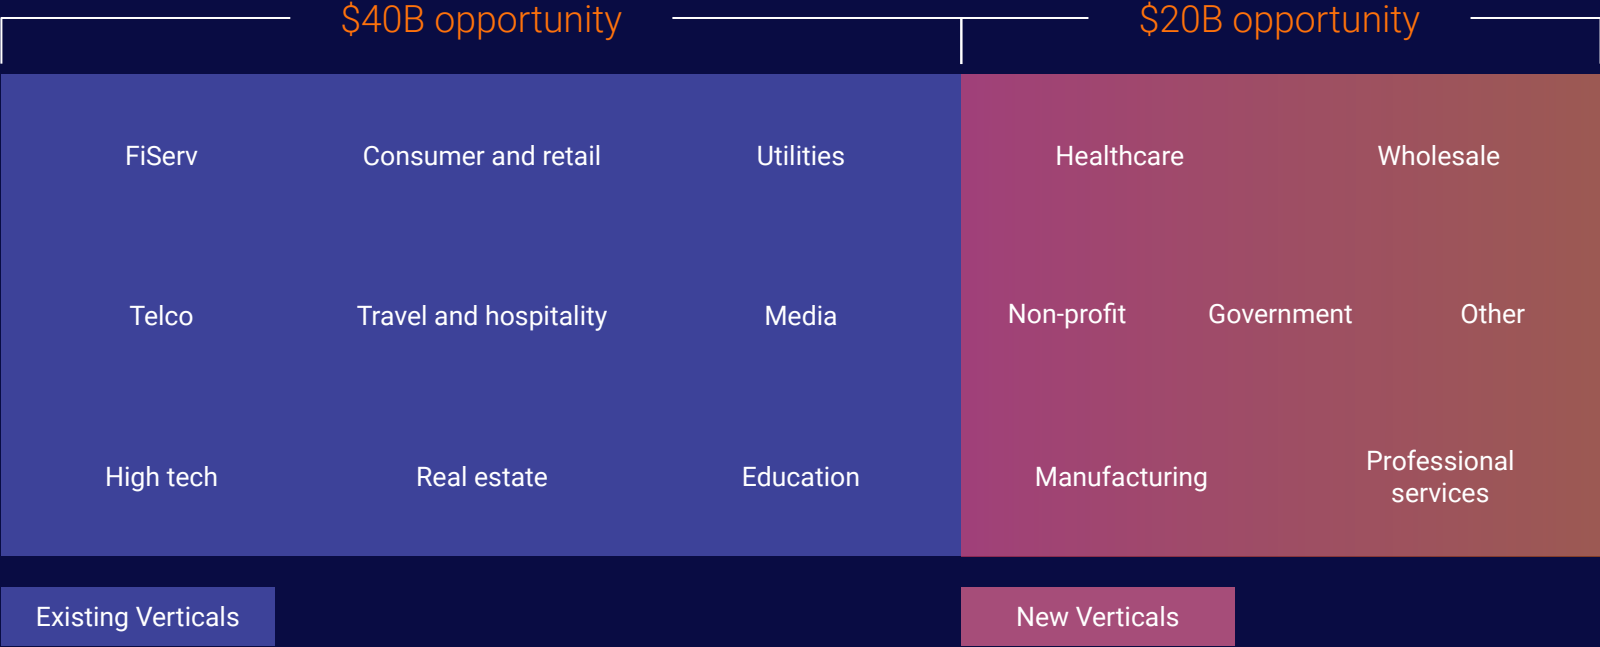 $40B opportunity
$20B opportunity
FiServ
Consumer and retail
Utilities
Healthcare
Wholesale
Telco
Travel and hospitality
Media
Non-profit
Government
Other
High tech
Real estate
Education
Manufacturing
Professional
services
Existing Verticals
New Verticals